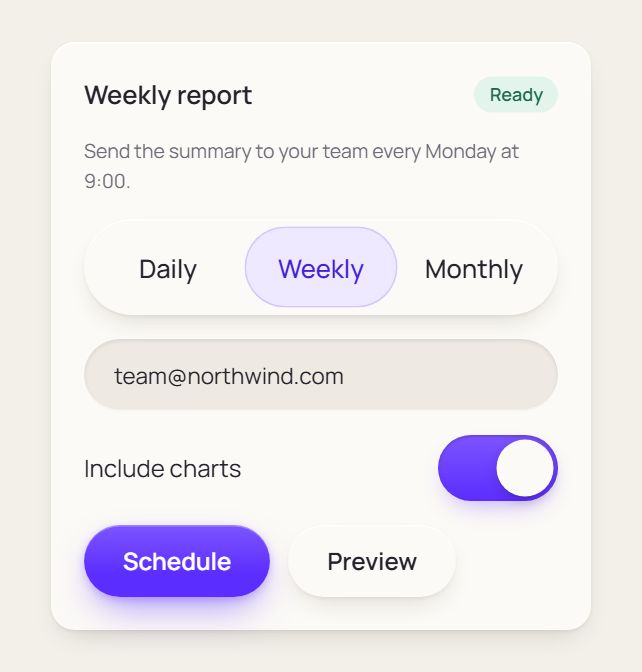 Weekly report
Ready
Send the summary to your team every Monday at
9:00.
Daily
Weekly
Monthly
team@northwind.com
Include charts
Schedule
Preview